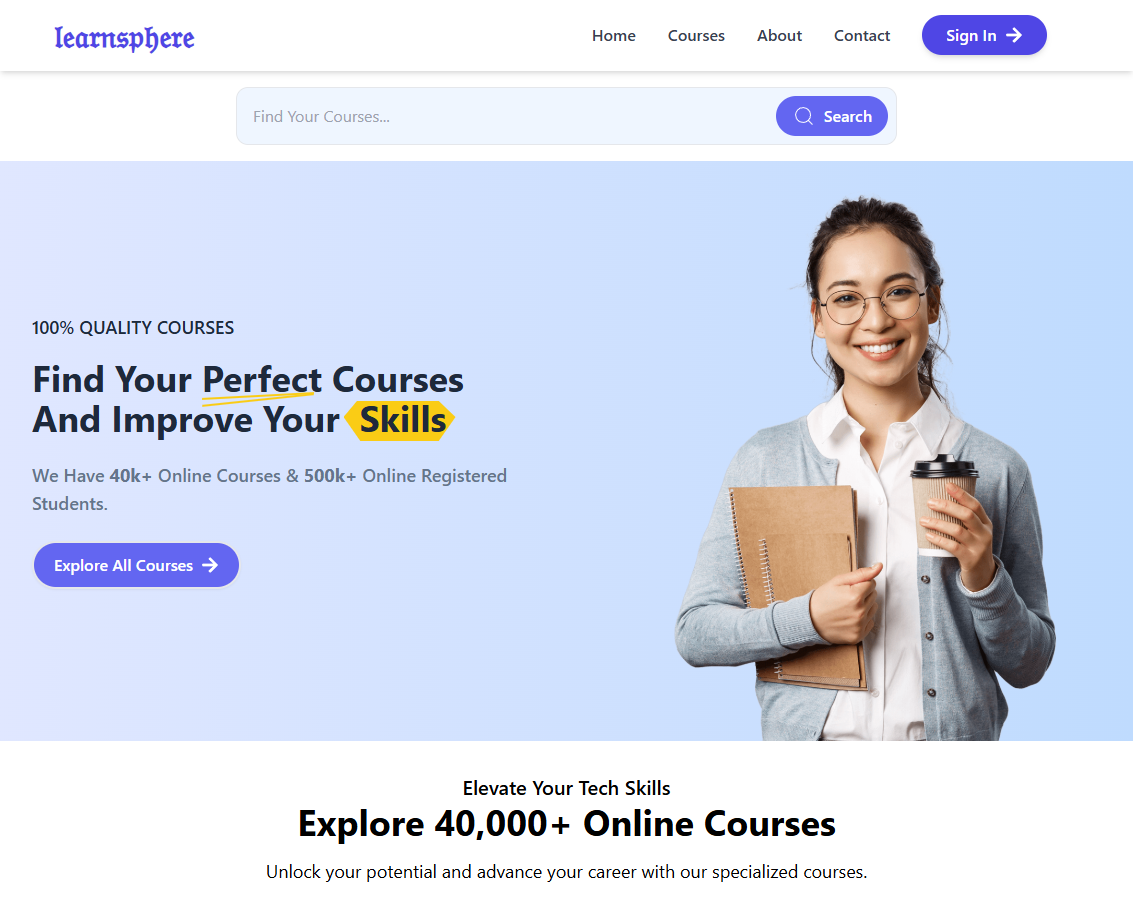 learnsphere
Home
Courses
About
Contact
Sign In
Find Your Courses...
Search
100% QUALITY COURSES
Find Your Perfect Courses
And Improve Your Skills
We Have 40k+ Online Courses & 500k+ Online Registered
Students.
Explore All Courses
Elevate Your Tech Skills
Explore 40,000+ Online Courses
Unlock your potential and advance your career with our specialized courses.